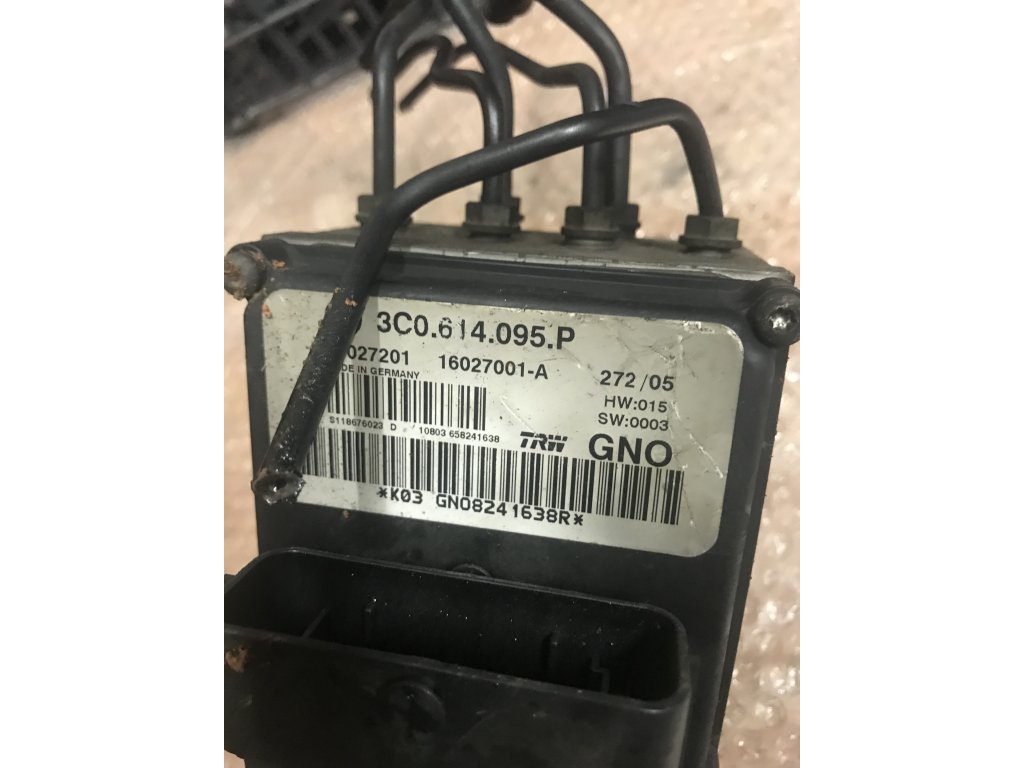 3C0.614.095.P
027201 16027001-A 272/05
DE IN GERMANY HW:015
SW:0003
S118676023 D 10803 658241638 TRW GNO
*K03 GNO8241638R*